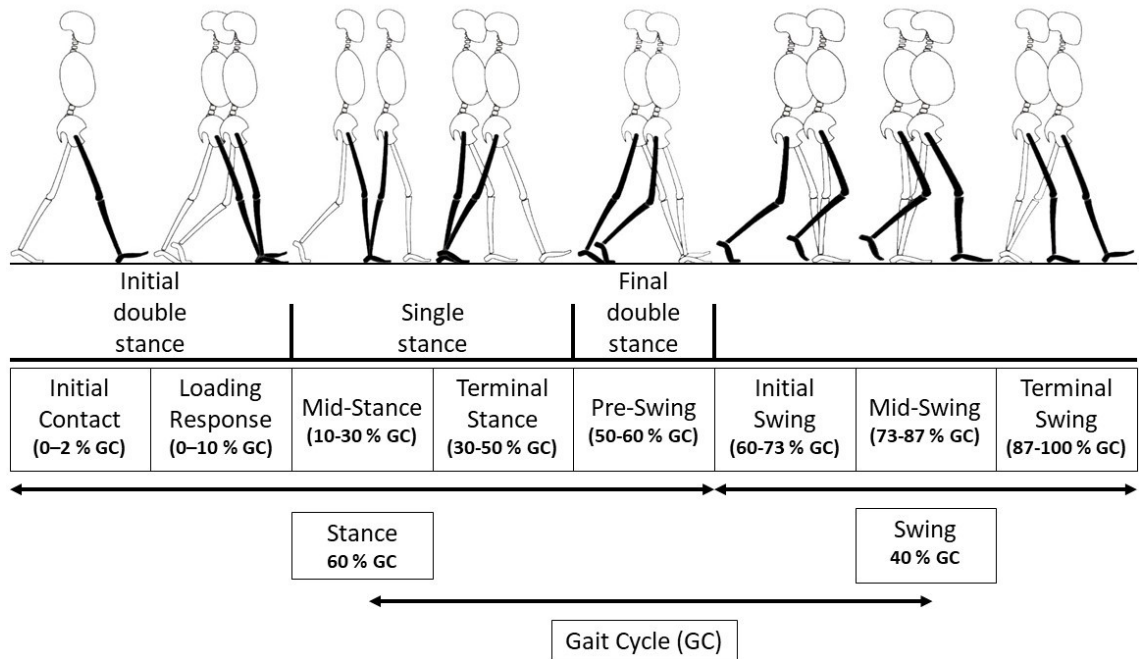 Initial
double
stance
Single
stance
Final
double
stance
Initial
Contact
(0–2 % GC)
Loading
Response
(0–10 % GC)
Mid-Stance
(10-30 % GC)
Terminal
Stance
(30-50 % GC)
Pre-Swing
(50-60 % GC)
Initial
Swing
(60-73 % GC)
Mid-Swing
(73-87 % GC)
Terminal
Swing
(87-100 % GC)
Stance
60 % GC
Swing
40 % GC
Gait Cycle (GC)